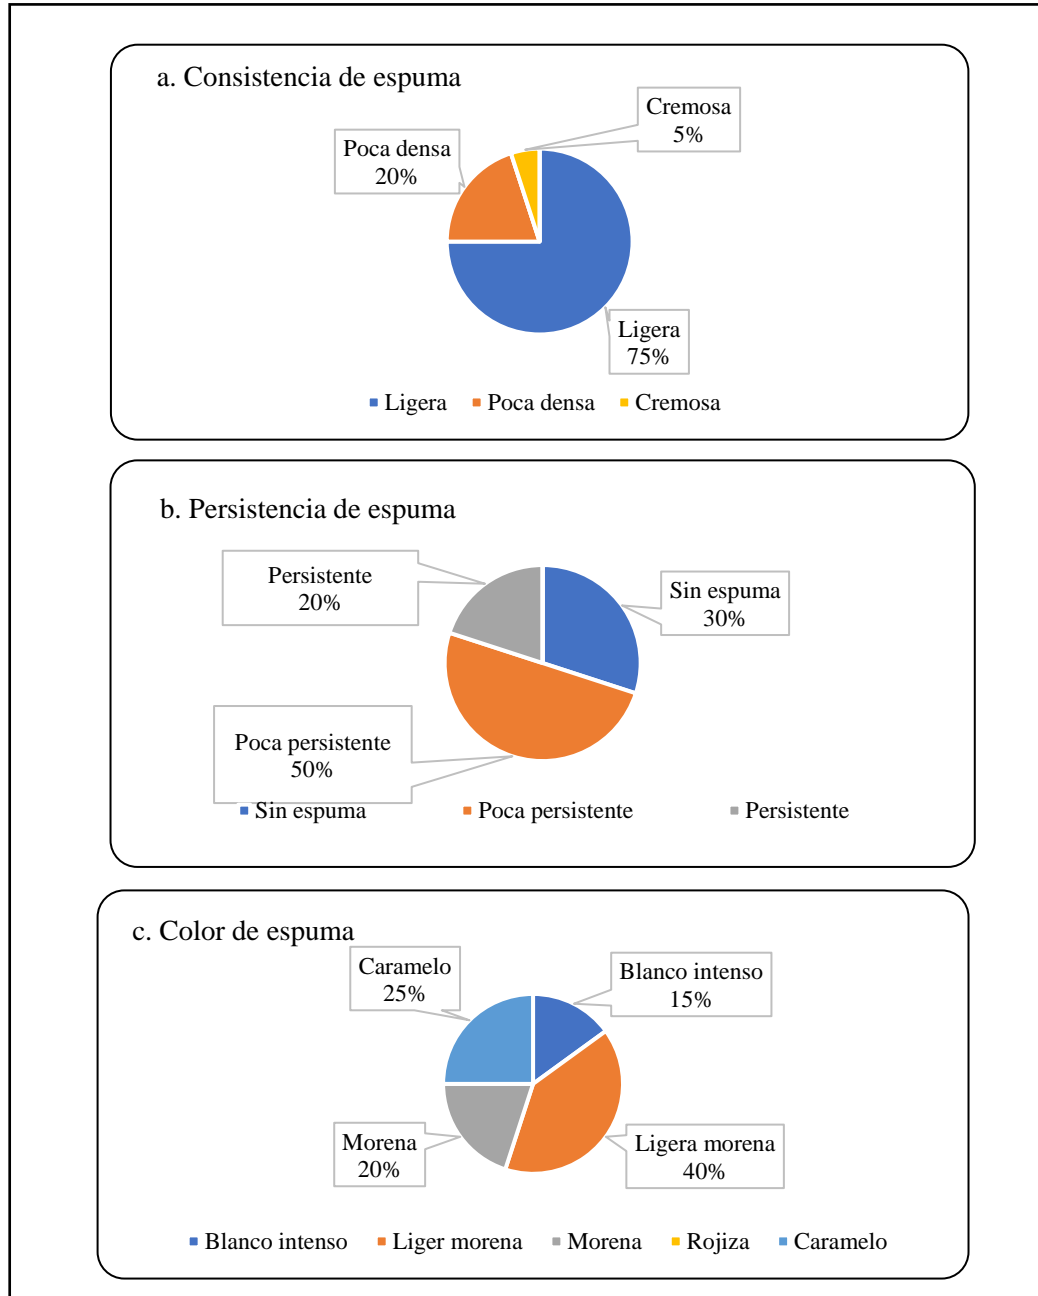 a. Consistencia de espuma
Cremosa
5%
Poca densa
20%
Ligera
75%
Ligera Poca densa Cremosa
b. Persistencia de espuma
Persistente
20%
Sin espuma
30%
Poca persistente
50%
Sin espuma Poca persistente Persistente
c. Color de espuma
Caramelo
25%
Blanco intenso
15%
Morena
20%
Ligera morena
40%
Blanco intenso Liger morena Morena Rojiza Caramelo